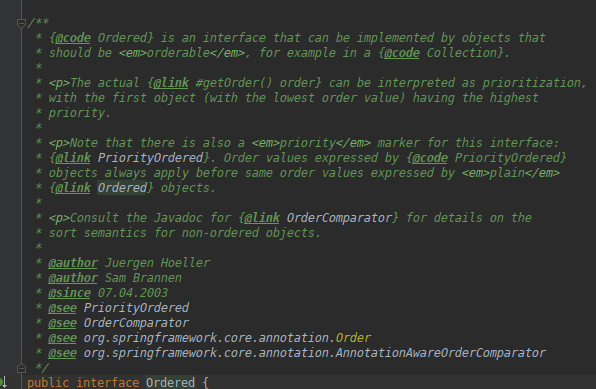 /**
 * {@code Ordered} is an interface that can be implemented by objects that
 * should be <em>orderable</em>, for example in a {@code Collection}.
 *
 * <p>The actual {@link #getOrder() order} can be interpreted as prioritization,
 * with the first object (with the lowest order value) having the highest
 * priority.
 *
 * <p>Note that there is also a <em>priority</em> marker for this interface:
 * {@link PriorityOrdered}. Order values expressed by {@code PriorityOrdered}
 * objects always apply before same order values expressed by <em>plain</em>
 * {@link Ordered} objects.
 *
 * <p>Consult the Javadoc for {@link OrderComparator} for details on the
 * sort semantics for non-ordered objects.
 *
 * @author Juergen Hoeller
 * @author Sam Brannen
 * @since 07.04.2003
 * @see PriorityOrdered
 * @see OrderComparator
 * @see org.springframework.core.annotation.Order
 * @see org.springframework.core.annotation.AnnotationAwareOrderComparator
 */
public interface Ordered {